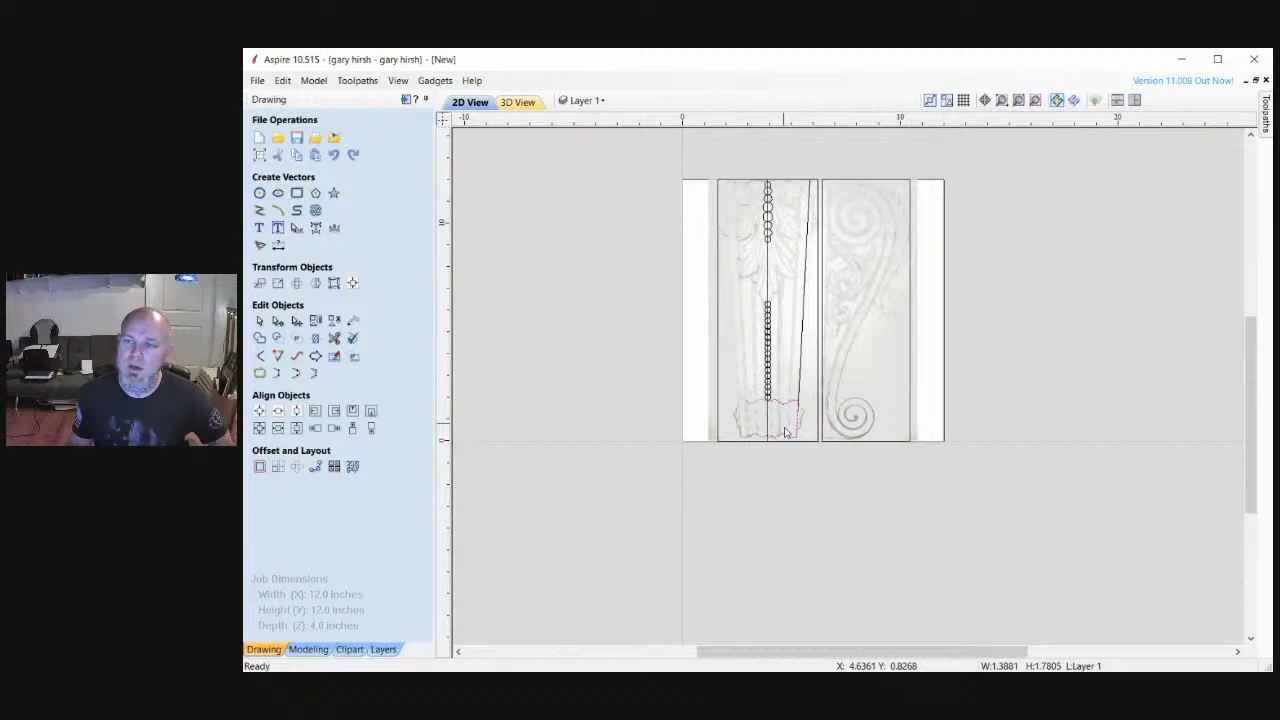 Aspire 10.515 - {gary hirsh - gary hirsh} - [New]
File Edit Model Toolpaths View Gadgets Help
Version 11.008 Out Now!
Drawing
2D View 3D View Layer 1
File Operations
Create Vectors
Transform Objects
Edit Objects
Align Objects
Offset and Layout
-10 0 10 20
10
0
Toolpaths
Job Dimensions
Width (X): 12.0 inches
Height (Y): 12.0 inches
Depth (Z): 4.0 inches
Drawing Modeling Clipart Layers
Ready
X: 4.6361 Y: 0.8268
W:1.3881 H:1.7805 L:Layer 1